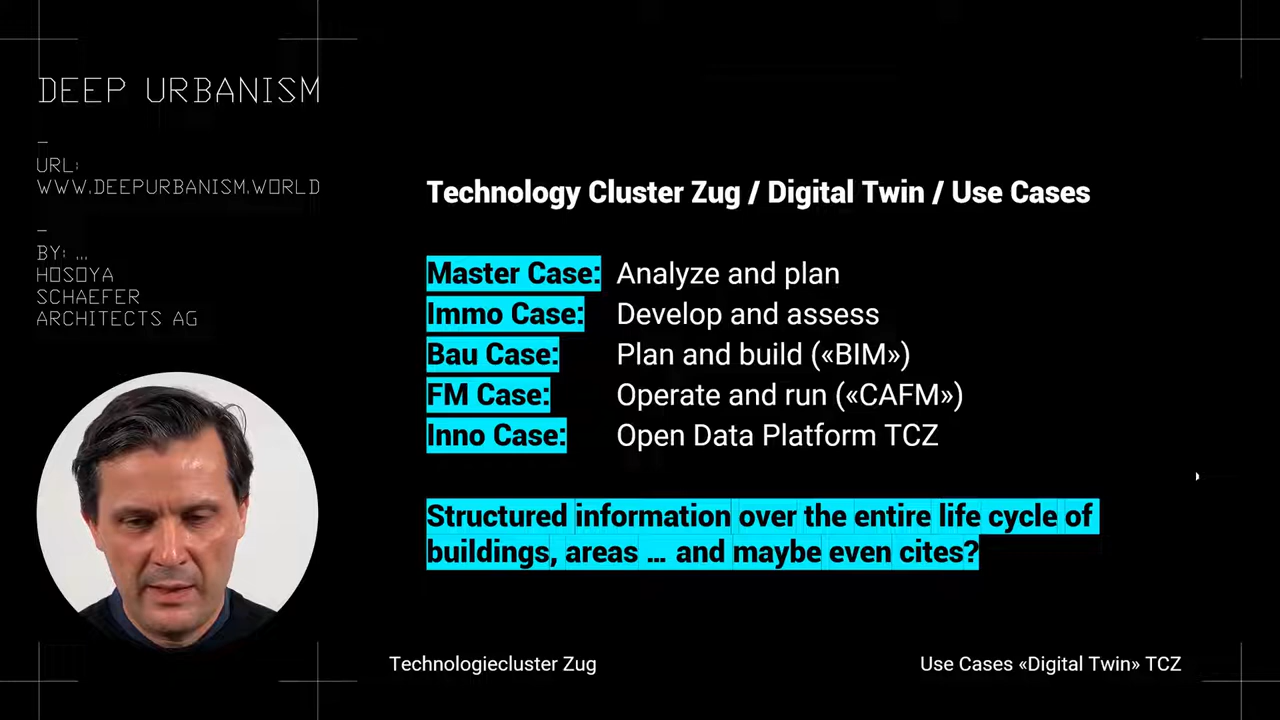 DEEP URBANISM
–
URL:
WWW.DEEPURBANISM.WORLD
–
BY: ...
HOSOYA
SCHAEFER
ARCHITECTS AG
Technology Cluster Zug / Digital Twin / Use Cases
Master Case: Analyze and plan
Immo Case: Develop and assess
Bau Case: Plan and build («BIM»)
FM Case: Operate and run («CAFM»)
Inno Case: Open Data Platform TCZ
Structured information over the entire life cycle of
buildings, areas ... and maybe even cites?
Technologiecluster Zug
Use Cases «Digital Twin» TCZ